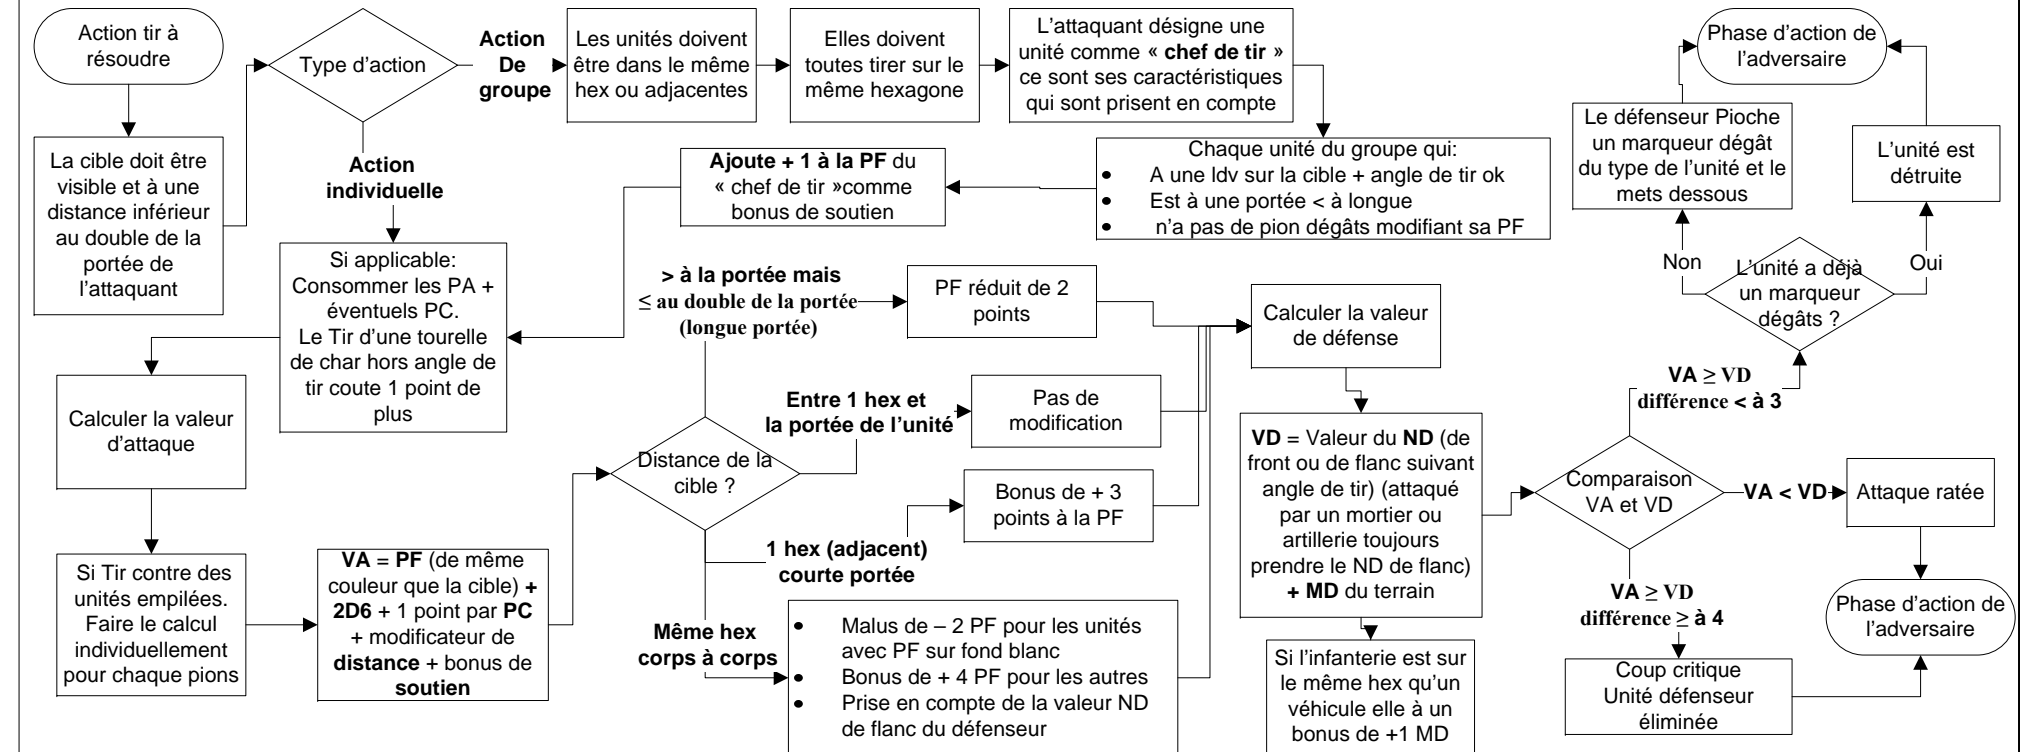 Action tir à
résoudre
La cible doit être
visible et à une
distance inférieur
au double de la
portée de
l'attaquant
Type d'action
Action
De
groupe
Les unités doivent
être dans le même
hex ou adjacentes
Elles doivent
toutes tirer sur le
même hexagone
L'attaquant désigne une
unité comme « chef de tir »
ce sont ses caractéristiques
qui sont prisent en compte
Chaque unité du groupe qui:
• A une ldv sur la cible + angle de tir ok
• Est à une portée < à longue
• n'a pas de pion dégâts modifiant sa PF
Ajoute + 1 à la PF du
« chef de tir »comme
bonus de soutien
Action
individuelle
Si applicable:
Consommer les PA +
éventuels PC.
Le Tir d'une tourelle
de char hors angle de
tir coute 1 point de
plus
Calculer la valeur
d'attaque
Si Tir contre des
unités empilées.
Faire le calcul
individuellement
pour chaque pions
VA = PF (de même
couleur que la cible) +
2D6 + 1 point par PC
+ modificateur de
distance + bonus de
soutien
Distance de la
cible ?
> à la portée mais
≤ au double de la portée
(longue portée)
PF réduit de 2
points
Entre 1 hex et
la portée de l'unité
Pas de
modification
1 hex (adjacent)
courte portée
Bonus de + 3
points à la PF
Même hex
corps à corps
• Malus de – 2 PF pour les unités
avec PF sur fond blanc
• Bonus de + 4 PF pour les autres
• Prise en compte de la valeur ND
de flanc du défenseur
Calculer la valeur
de défense
VD = Valeur du ND (de
front ou de flanc suivant
angle de tir) (attaqué
par un mortier ou
artillerie toujours
prendre le ND de flanc)
+ MD du terrain
Si l'infanterie est sur
le même hex qu'un
véhicule elle à un
bonus de +1 MD
Comparaison
VA et VD
VA < VD
Attaque ratée
Phase d'action de
l'adversaire
VA ≥ VD
différence ≥ à 4
Coup critique
Unité défenseur
éliminée
VA ≥ VD
différence < à 3
L'unité a déjà
un marqueur
dégâts ?
Non
Oui
Le défenseur Pioche
un marqueur dégât
du type de l'unité et le
mets dessous
L'unité est
détruite
Phase d'action de
l'adversaire